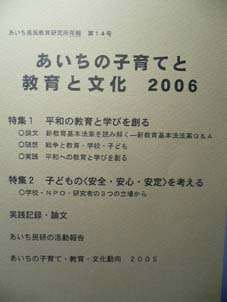 あいち県民教育研究所年報 第14号
あいちの子育てと
教育と文化 2006
特集1 平和の教育と学びを創る
○論文 新教育基本法案を読み解く―新教育基本法法案Q&A
○随想 戦争と教育・学校・子ども
○実践 平和への教育と学びを創る
特集2 子どもの〈安全・安心・安定〉を考える
○学校・NPO・研究者の3つの立場から
実践記録・論文
あいち民研の活動報告
あいちの子育て・教育・文化動向 2005